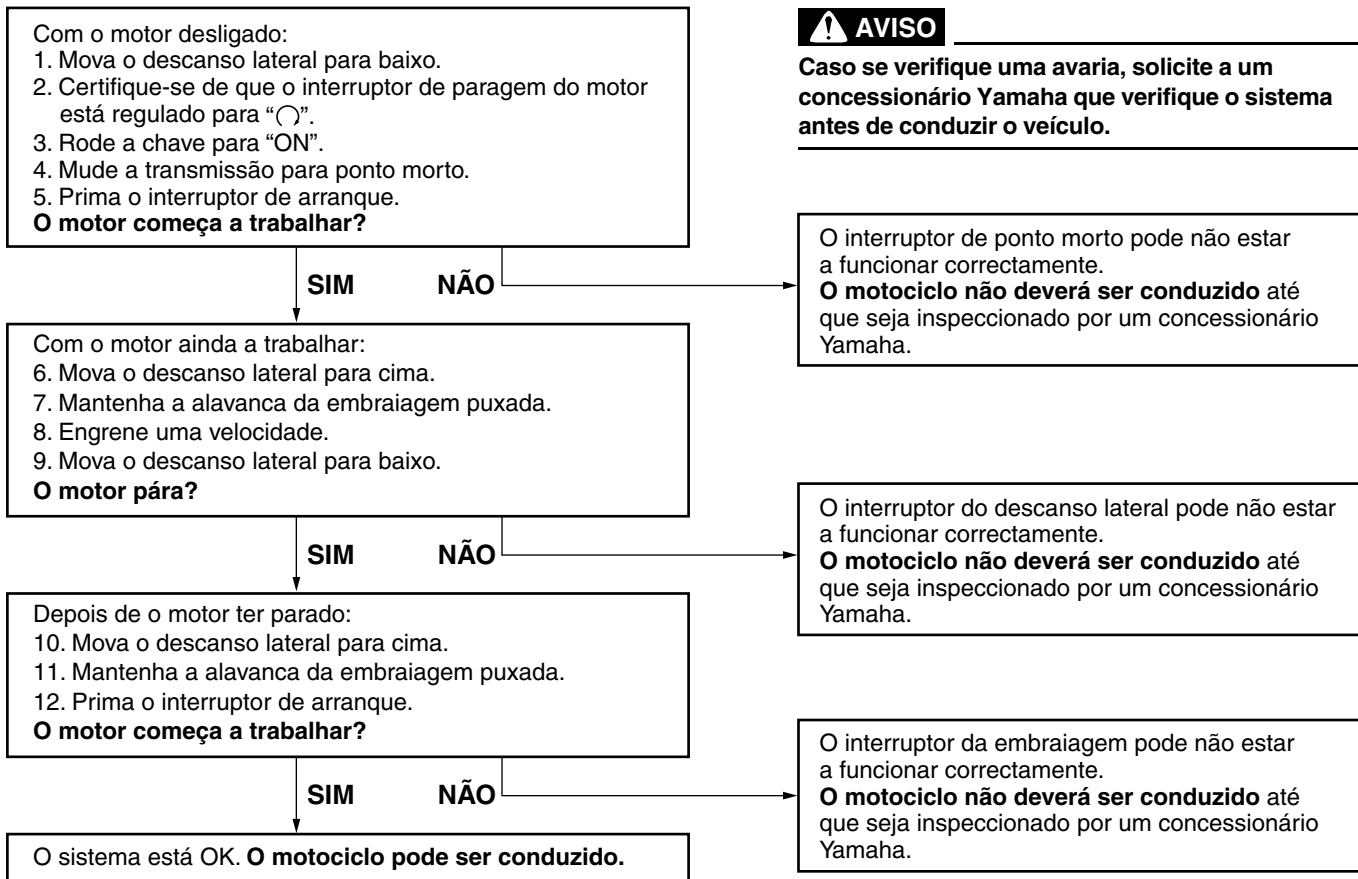 Com o motor desligado:
1. Mova o descanso lateral para baixo.
2. Certifique-se de que o interruptor de paragem do motor
está regulado para “ ”.
3. Rode a chave para “ON”.
4. Mude a transmissão para ponto morto.
5. Prima o interruptor de arranque.
O motor começa a trabalhar?
AVISO
Caso se verifique uma avaria, solicite a um
concessionário Yamaha que verifique o sistema
antes de conduzir o veículo.
SIM NÃO
O interruptor de ponto morto pode não estar
a funcionar correctamente.
O motociclo não deverá ser conduzido até
que seja inspeccionado por um concessionário
Yamaha.
Com o motor ainda a trabalhar:
6. Mova o descanso lateral para cima.
7. Mantenha a alavanca da embraiagem puxada.
8. Engrene uma velocidade.
9. Mova o descanso lateral para baixo.
O motor pára?
SIM NÃO
O interruptor do descanso lateral pode não estar
a funcionar correctamente.
O motociclo não deverá ser conduzido até
que seja inspeccionado por um concessionário
Yamaha.
Depois de o motor ter parado:
10. Mova o descanso lateral para cima.
11. Mantenha a alavanca da embraiagem puxada.
12. Prima o interruptor de arranque.
O motor começa a trabalhar?
SIM NÃO
O interruptor da embraiagem pode não estar
a funcionar correctamente.
O motociclo não deverá ser conduzido até
que seja inspeccionado por um concessionário
Yamaha.
O sistema está OK. O motociclo pode ser conduzido.